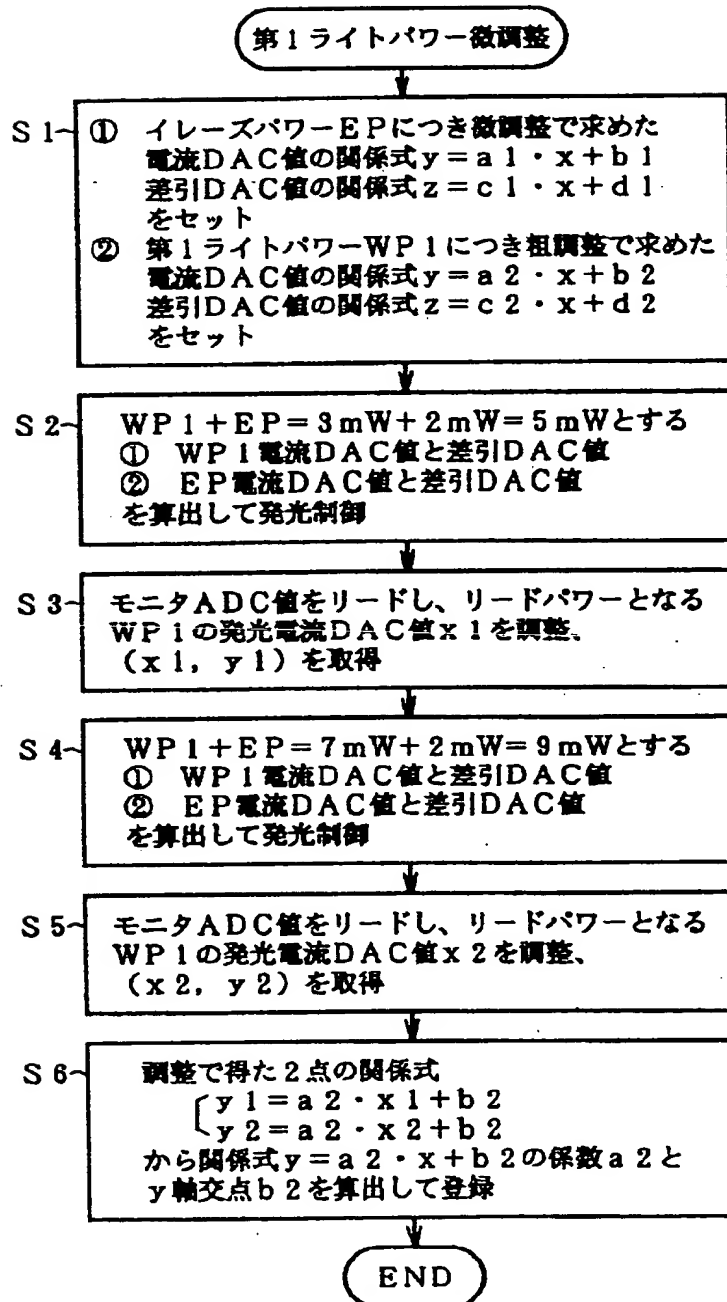 第1ライトパワー微調整
S1 ① イレーズパワーEPにつき微調整で求めた
電流DAC値の関係式y=a1・x+b1
差引DAC値の関係式z=c1・x+d1
をセット
② 第1ライトパワーWP1につき粗調整で求めた
電流DAC値の関係式y=a2・x+b2
差引DAC値の関係式z=c2・x+d2
をセット
S2 WP1+EP=3mW+2mW=5mWとする
① WP1電流DAC値と差引DAC値
② EP電流DAC値と差引DAC値
を算出して発光制御
S3 モニタADC値をリードし、リードパワーとなる
WP1の発光電流DAC値x1を調整、
(x1, y1)を取得
S4 WP1+EP=7mW+2mW=9mWとする
① WP1電流DAC値と差引DAC値
② EP電流DAC値と差引DAC値
を算出して発光制御
S5 モニタADC値をリードし、リードパワーとなる
WP1の発光電流DAC値x2を調整、
(x2, y2)を取得
S6 調整で得た2点の関係式
y1=a2・x1+b2
y2=a2・x2+b2
から関係式y=a2・x+b2の係数a2と
y軸交点b2を算出して登録
END